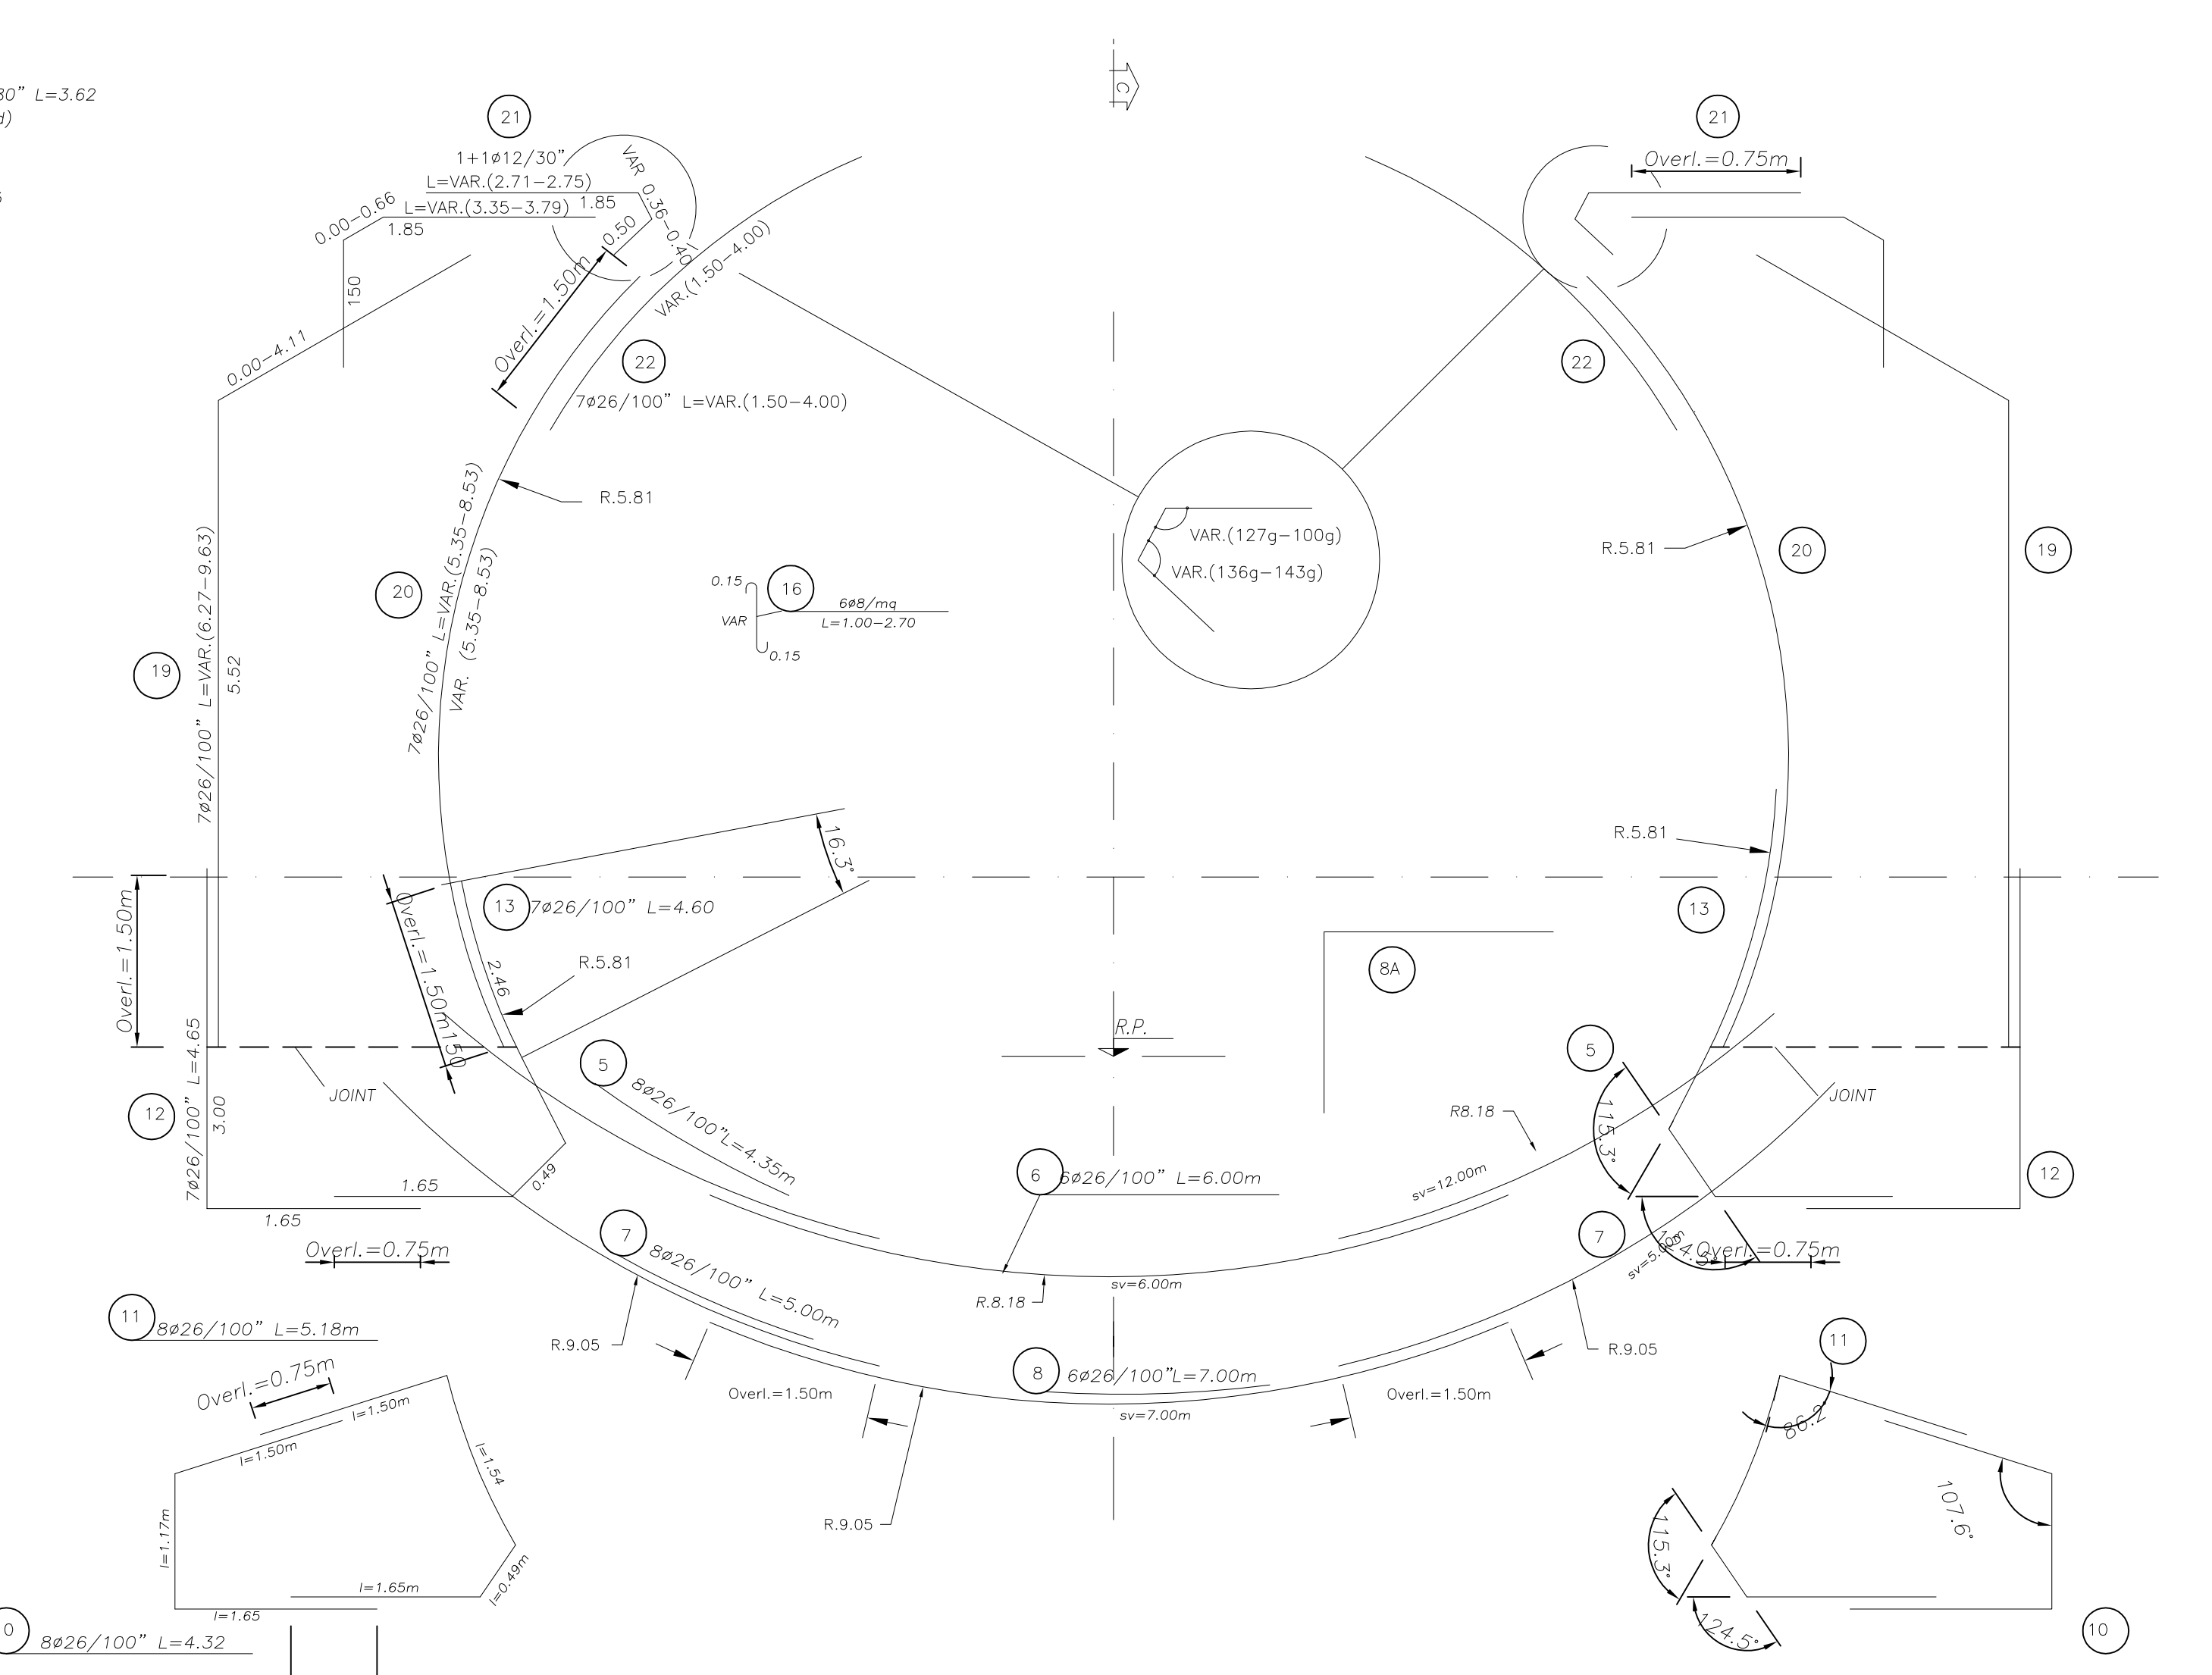 30" L=3.62
d)
21
1+1ø12/30"
L=VAR.(2.71-2.75)
L=VAR.(3.35-3.79)
1.85
1.85
0.00-0.66
150
VAR 0.36-0.40
0.50
Overl.=1.50m
VAR.(1.50-4.00)
0.00-4.11
22
7ø26/100" L=VAR.(1.50-4.00)
C
21
Overl.=0.75m
22
R.5.81
7ø26/100" L=VAR.(5.35-8.53)
VAR. (5.35-8.53)
20
7ø26/100" L=VAR.(6.27-9.63)
5.52
19
0.15
16
VAR
6ø8/mq
L=1.00-2.70
0.15
VAR.(127g-100g)
VAR.(136g-143g)
R.5.81
20
19
R.5.81
16.3°
13
7ø26/100" L=4.60
Overl.=1.50m
150
2.46
R.5.81
Overl.=1.50m
13
8A
R.P.
7ø26/100" L=4.65
3.00
12
JOINT
5
8ø26/100"L=4.35m
5
115.3°
R8.18
JOINT
12
1.65
1.65
0.49
Overl.=0.75m
6
6ø26/100" L=6.00m
sv=12.00m
7
8ø26/100" L=5.00m
7
sv=5.00m
124.5°
Overl.=0.75m
sv=6.00m
R.8.18
R.9.05
R.9.05
11
8ø26/100" L=5.18m
8
6ø26/100"L=7.00m
Overl.=1.50m
Overl.=1.50m
sv=7.00m
R.9.05
Overl.=0.75m
l=1.50m
l=1.50m
l=1.54
l=1.17m
l=1.65m
l=0.49m
l=1.65
0
8ø26/100" L=4.32
11
86.2°
107.6°
115.3°
124.5°
10